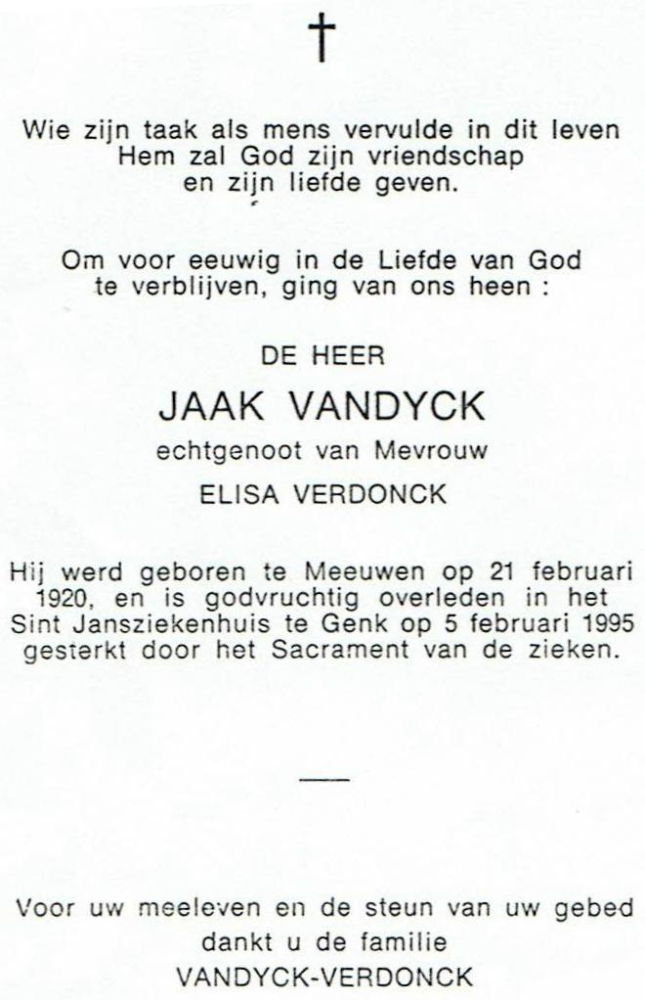 Wie zijn taak als mens vervulde in dit leven
Hem zal God zijn vriendschap
en zijn liefde geven.
Om voor eeuwig in de Liefde van God
te verblijven, ging van ons heen :
DE HEER
JAAK VANDYCK
echtgenoot van Mevrouw
ELISA VERDONCK
Hij werd geboren te Meeuwen op 21 februari
1920, en is godvruchtig overleden in het
Sint Jansziekenhuis te Genk op 5 februari 1995
gesterkt door het Sacrament van de zieken.
Voor uw meeleven en de steun van uw gebed
dankt u de familie
VANDYCK-VERDONCK